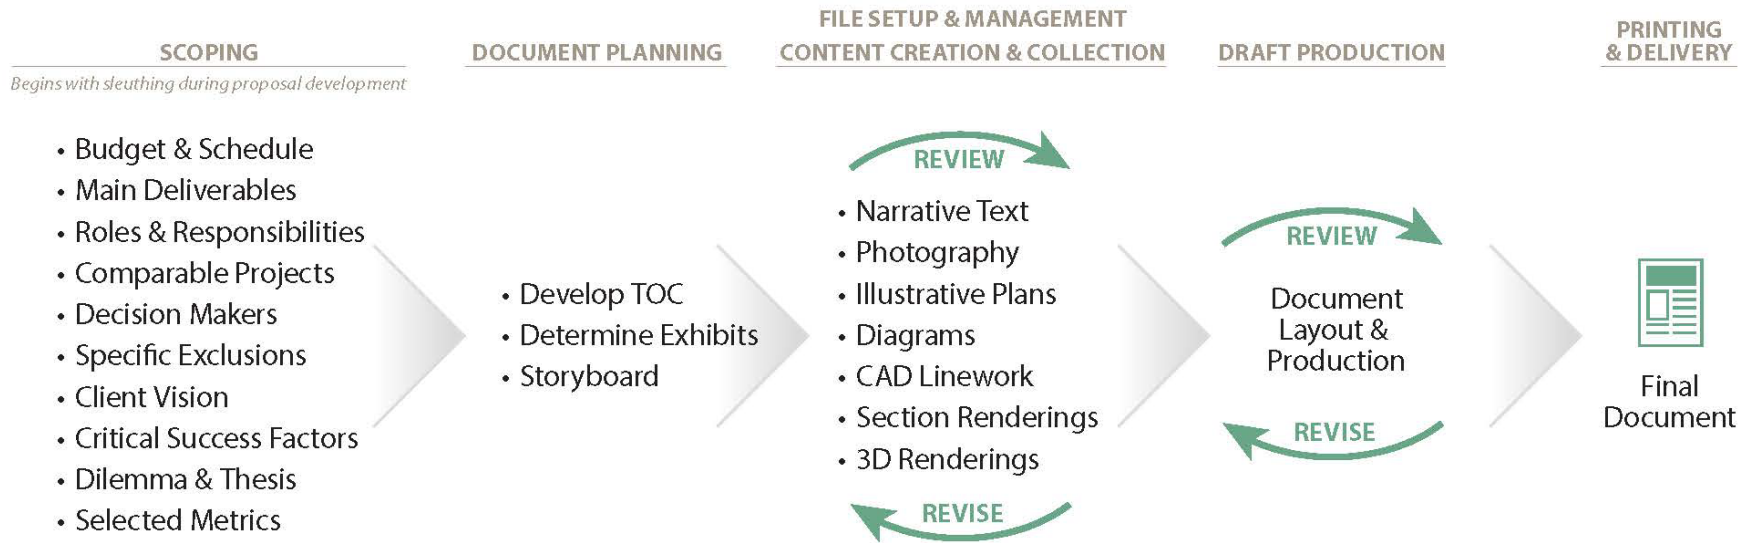 SCOPING
Begins with sleuthing during proposal development
• Budget & Schedule
• Main Deliverables
• Roles & Responsibilities
• Comparable Projects
• Decision Makers
• Specific Exclusions
• Client Vision
• Critical Success Factors
• Dilemma & Thesis
• Selected Metrics
DOCUMENT PLANNING
• Develop TOC
• Determine Exhibits
• Storyboard
FILE SETUP & MANAGEMENT
CONTENT CREATION & COLLECTION
REVIEW
• Narrative Text
• Photography
• Illustrative Plans
• Diagrams
• CAD Linework
• Section Renderings
• 3D Renderings
REVISE
DRAFT PRODUCTION
REVIEW
Document
Layout &
Production
REVISE
PRINTING
& DELIVERY
Final
Document